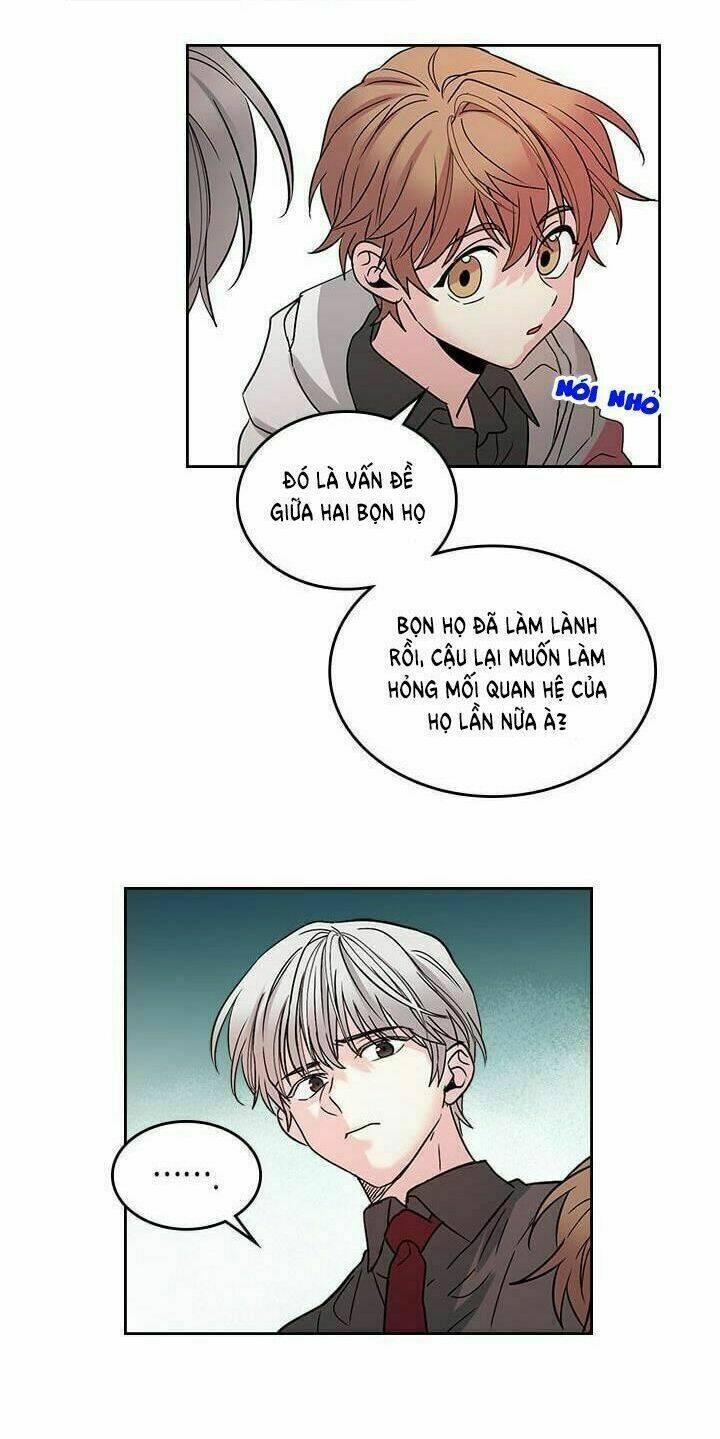 NÓI NHỎ
ĐÓ LÀ VẤN ĐỀ
GIỮA HAI BỌN HỌ
BỌN HỌ ĐÃ LÀM LÀNH
RỒI, CẬU LẠI MUỐN LÀM
HỎNG MỐI QUAN HỆ CỦA
HỌ LẦN NỮA À?
.......